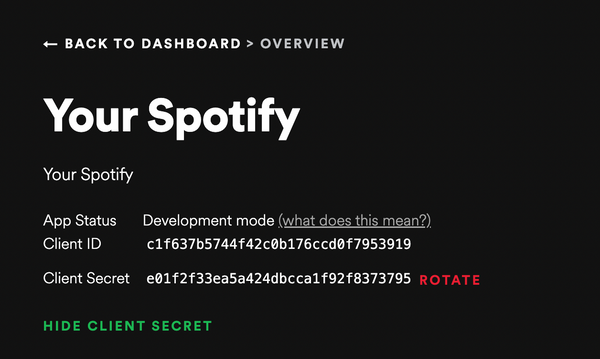 ← BACK TO DASHBOARD > OVERVIEW
Your Spotify
Your Spotify
App Status Development mode (what does this mean?)
Client ID c1f637b5744f42c0b176ccd0f7953919
Client Secret e01f2f33ea5a424dbcca1f92f8373795 ROTATE
HIDE CLIENT SECRET